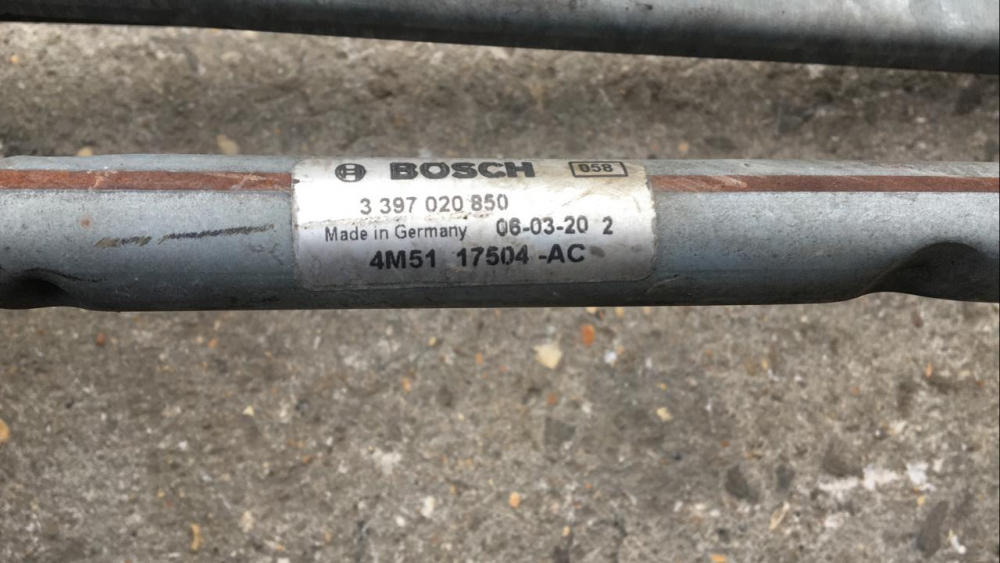 BOSCH 058
3 397 020 850
Made in Germany 06-03-20 2
4M51 17504 -AC